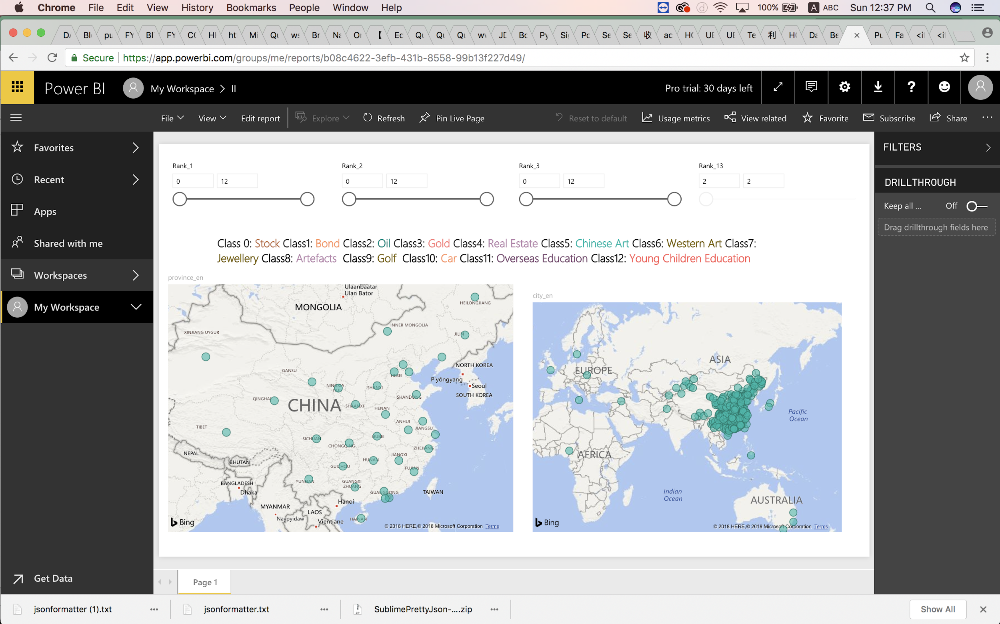 Chrome File Edit View History Bookmarks People Window Help 100% A ABC Sun 12:37 PM
DA Bl pu FY BI FY CC HI ht Mi Qu ws Br Na Or 【 Ec Qu Qu Qu w JD Bc Py Si Pc Se Se 收 ac HC UE UE Te 利 HC Da Be × Pu Fa <if <if
Secure https://app.powerbi.com/groups/me/reports/b08c4622-3efb-431b-8558-99b13f227d49/
Power BI My Workspace > II Pro trial: 30 days left
File View Edit report Explore Refresh Pin Live Page Reset to default Usage metrics View related Favorite Subscribe Share ...
Favorites
Recent
Apps
Shared with me
Workspaces
My Workspace
Get Data
FILTERS
DRILLTHROUGH
Keep all ... Off
Drag drillthrough fields here
Rank_1
0 12
Rank_2
0 12
Rank_3
0 12
Rank_13
2 2
Class 0: Stock Class1: Bond Class2: Oil Class3: Gold Class4: Real Estate Class5: Chinese Art Class6: Western Art Class7:
Jewellery Class8: Artefacts Class9: Golf Class10: Car Class11: Overseas Education Class12: Young Children Education
province_en
Ulaanbaatar
Ulan Bator
MONGOLIA
HEILONGJIANG
INNER MONGOLIA
XINJIANG UYGUR
JILIN
NORTH KOREA
GANSU
HEBEI
P'yŏngyang
NINGXIA
HUI
SHANXI
Seoul
SHANDONG
SOUTH KOREA
QINGHAI
CHINA
SHAANXI
HENAN
ANHUI
JIANGSU
TIBET
SICHUAN
HUBEI
CHONGQING
ZHEJIANG
NEPAL
JIANGXI
BHUTAN
HUNAN
GUIZHOU
FUJIAN
YUNNAN
GUANGXI
ZHUANG
BANGLADESH
Dhaka
GUANGDONG
TAIWAN
MYANMAR
Hanoi
LAOS
Naypyidaw
Vientiane
HAINAN
Bing
© 2018 HERE,© 2018 Microsoft Corporation Terms
city_en
ASIA
EUROPE
Pacific
Ocean
AFRICA
Indian
Ocean
AUSTRALIA
Bing
© 2018 HERE,© 2018 Microsoft Corporation Terms
Page 1
jsonformatter (1).txt ... jsonformatter.txt ... SublimePrettyJson-....zip ... Show All